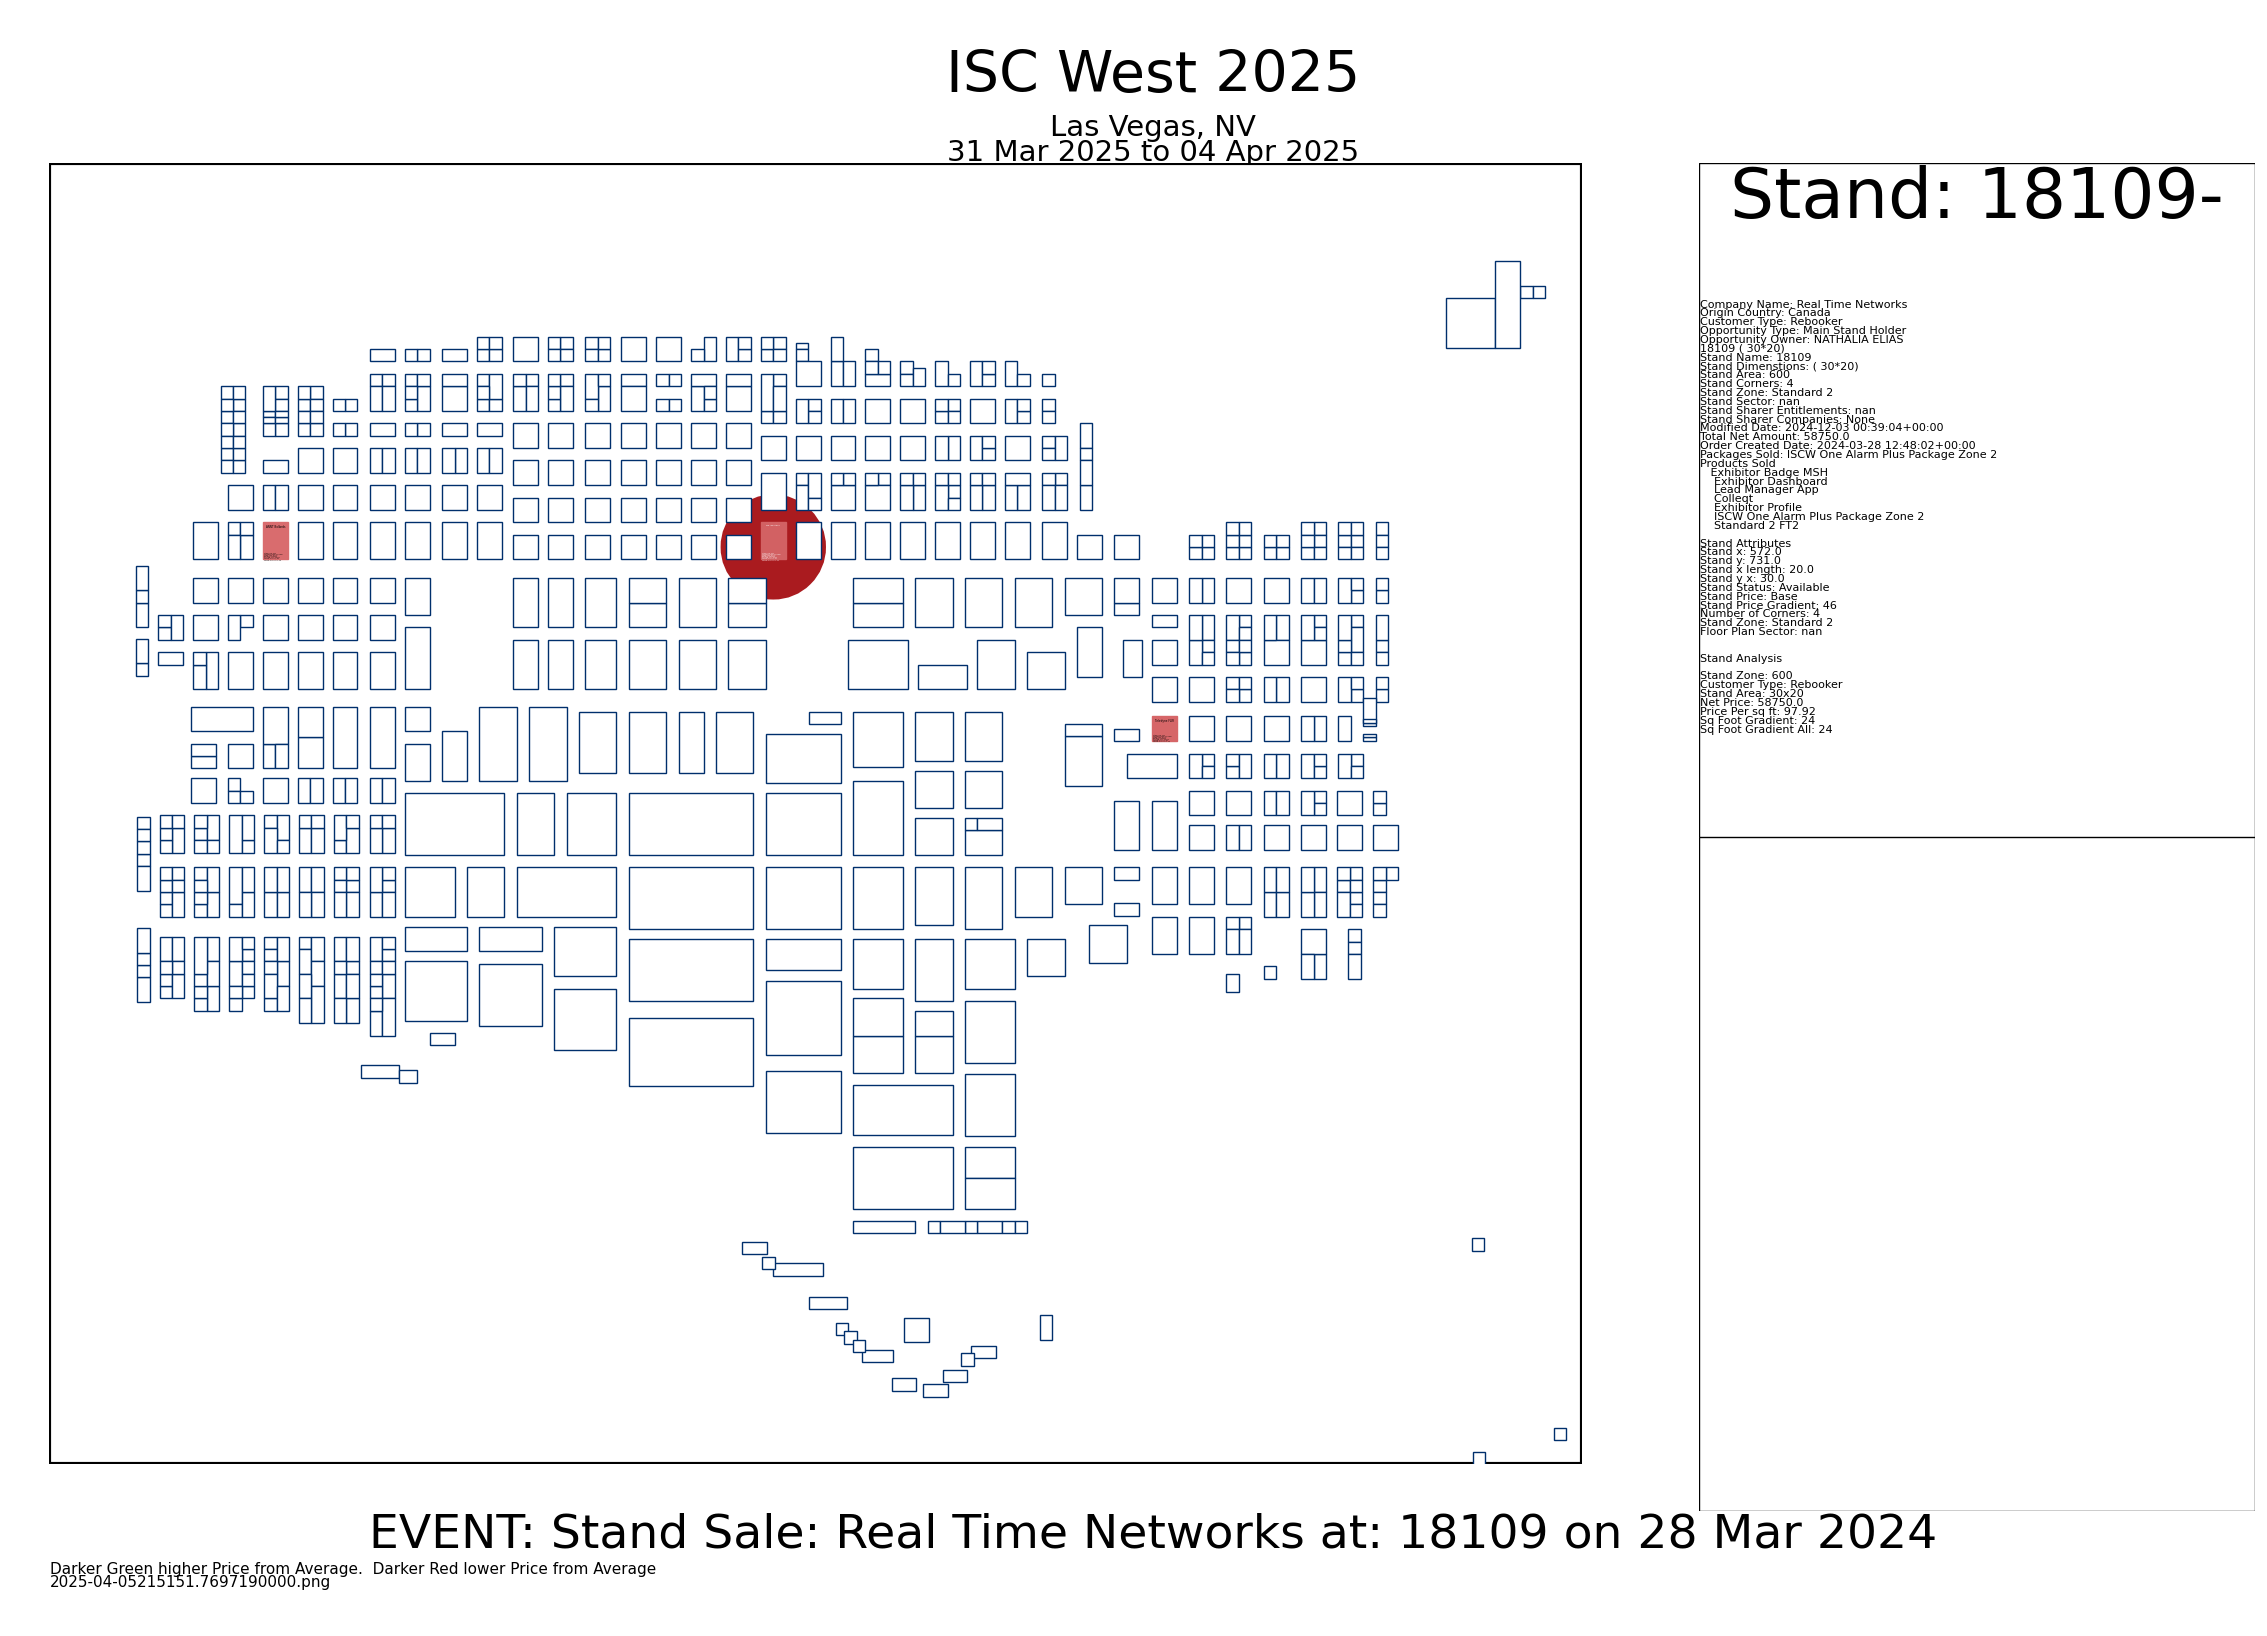 ISC West 2025
Las Vegas, NV
31 Mar 2025 to 04 Apr 2025
Stand: 18109-
Company Name: Real Time Networks
Origin Country: Canada
Customer Type: Rebooker
Opportunity Type: Main Stand Holder
Opportunity Owner: NATHALIA ELIAS
18109 ( 30*20)
Stand Name: 18109
Stand Dimenstions: ( 30*20)
Stand Area: 600
Stand Corners: 4
Stand Zone: Standard 2
Stand Sector: nan
Stand Sharer Entitlements: nan
Stand Sharer Companies: None
Modified Date: 2024-12-03 00:39:04+00:00
Total Net Amount: 58750.0
Order Created Date: 2024-03-28 12:48:02+00:00
Packages Sold: ISCW One Alarm Plus Package Zone 2
Products Sold
Exhibitor Badge MSH
Exhibitor Dashboard
Lead Manager App
Colleqt
Exhibitor Profile
ISCW One Alarm Plus Package Zone 2
Standard 2 FT2
Stand Attributes
Stand x: 572.0
Stand y: 731.0
Stand x length: 20.0
Stand y x: 30.0
Stand Status: Available
Stand Price: Base
Stand Price Gradient: 46
Number of Corners: 4
Stand Zone: Standard 2
Floor Plan Sector: nan
Stand Analysis
Stand Zone: 600
Customer Type: Rebooker
Stand Area: 30x20
Net Price: 58750.0
Price Per sq ft: 97.92
Sq Foot Gradient: 24
Sq Foot Gradient All: 24
EVENT: Stand Sale: Real Time Networks at: 18109 on 28 Mar 2024
Darker Green higher Price from Average.  Darker Red lower Price from Average
2025-04-05215151.7697190000.png